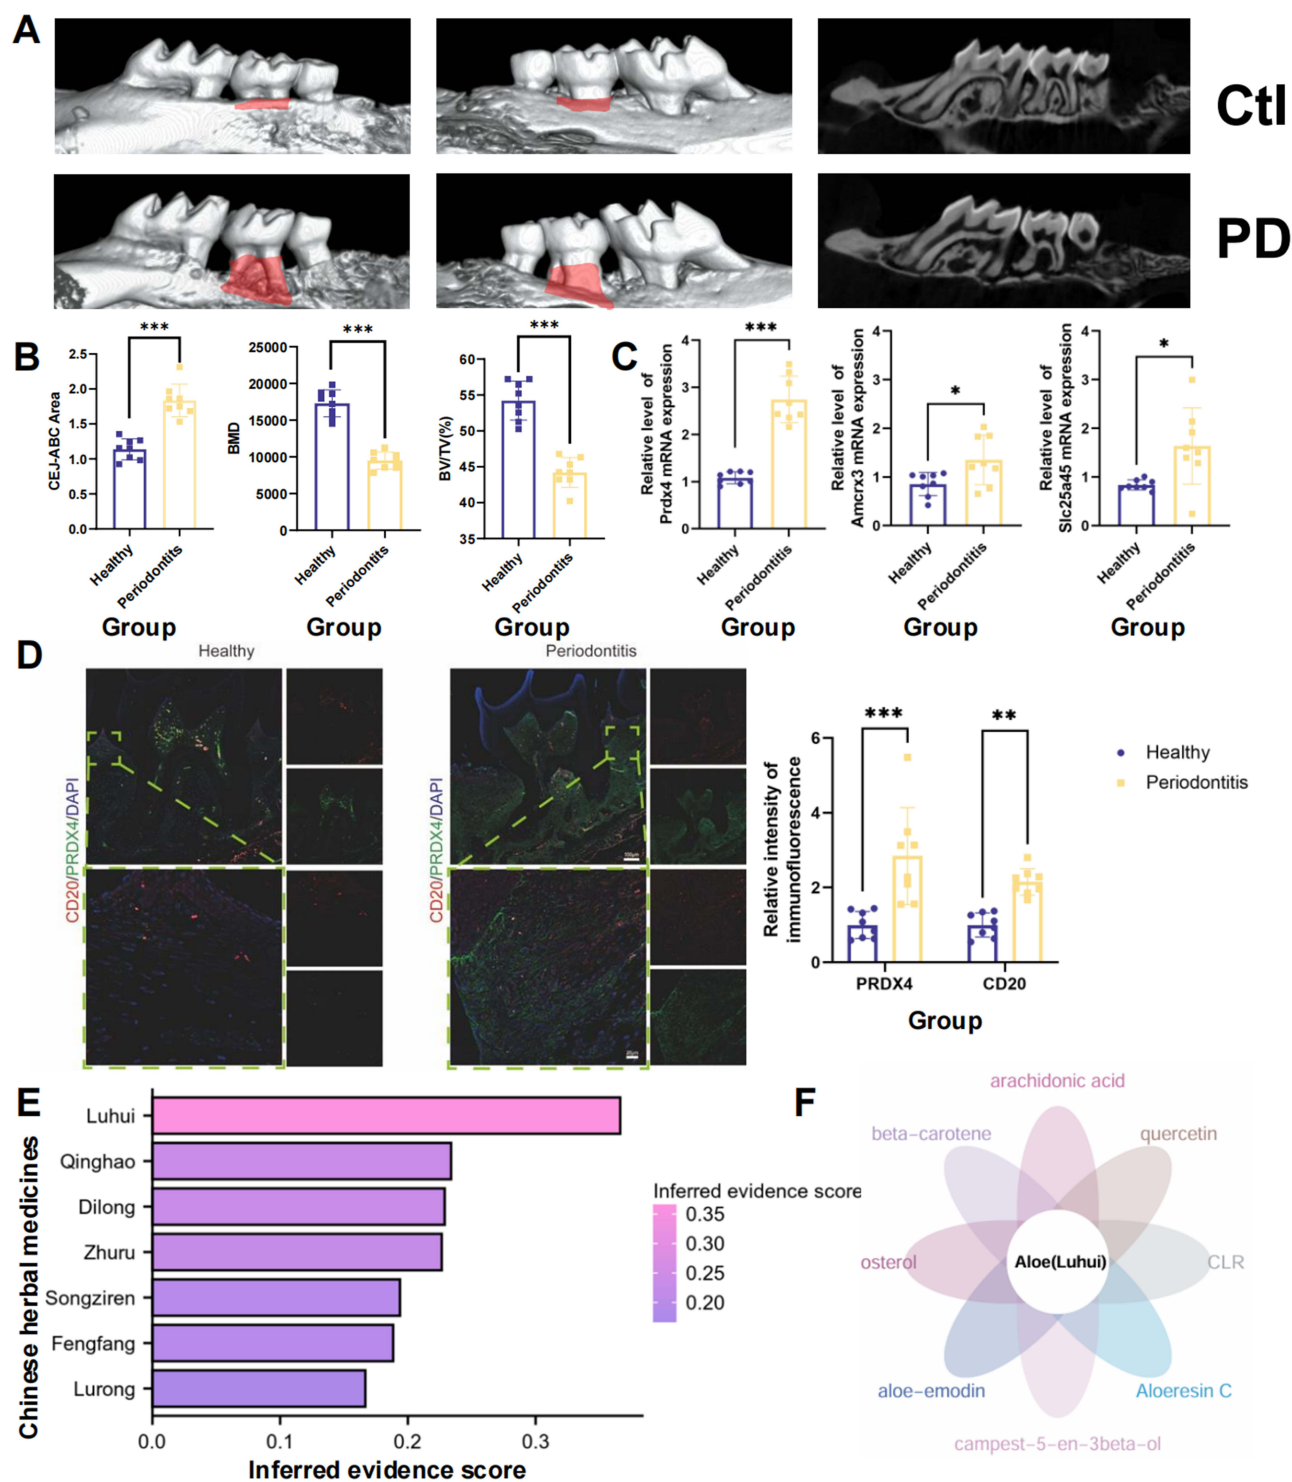 A
Ctl
PD
B
***
2.5
2.0
1.5
1.0
0.5
0.0
CEJ-ABC Area
Healthy
Periodontits
Group
***
25000
20000
15000
10000
5000
0
BMD
Healthy
Periodontits
Group
***
60
55
50
45
40
35
BV/TV(%)
Healthy
Periodontits
Group
C
***
4
3
2
1
0
Relative level of
Prdx4 mRNA expression
Healthy
Periodontitis
Group
*
4
3
2
1
0
Relative level of
Amcrx3 mRNA expression
Healthy
Periodontitis
Group
*
4
3
2
1
0
Relative level of
Slc25a45 mRNA expression
Healthy
Periodontitis
Group
D
Healthy
CD20/PRDX4/DAPI
Periodontitis
CD20/PRDX4/DAPI
***
**
6
4
2
0
Relative intensity of
immunofluorescence
PRDX4
CD20
Group
Healthy
Periodontitis
E
Chinese herbal medicines
Luhui
Qinghao
Dilong
Zhuru
Songziren
Fengfang
Lurong
0.0
0.1
0.2
0.3
Inferred evidence score
Inferred evidence score
0.35
0.30
0.25
0.20
F
arachidonic acid
beta-carotene
quercetin
osterol
Aloe(Luhui)
CLR
aloe-emodin
Aloeresin C
campest-5-en-3beta-ol